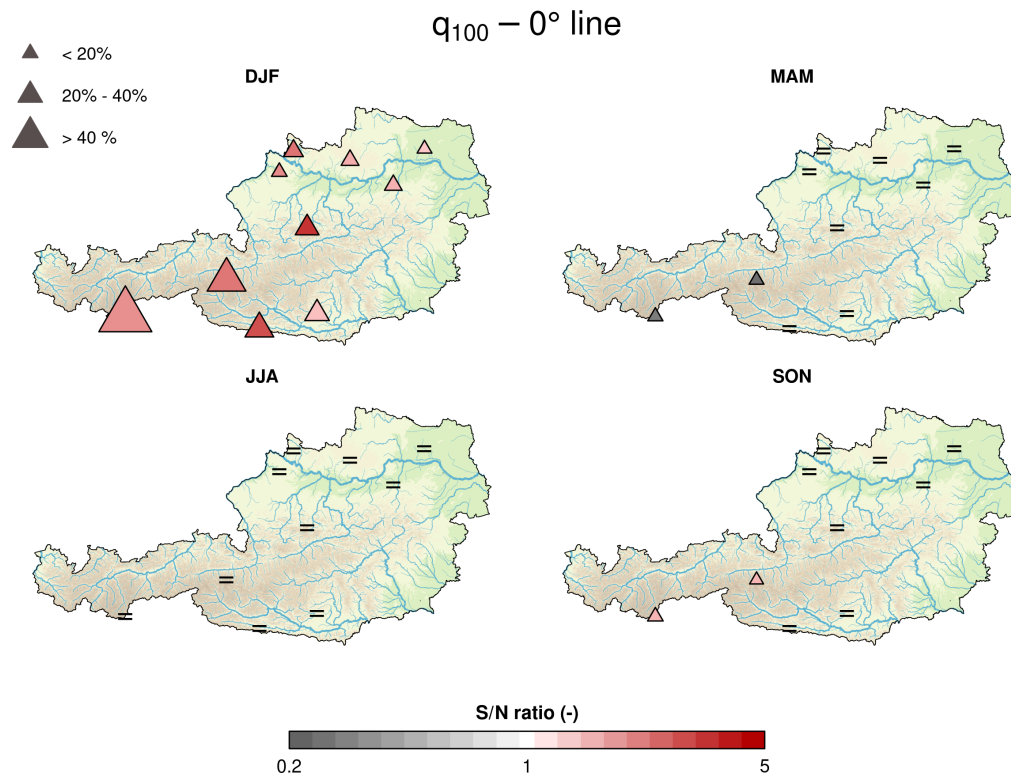 q100 – 0° line
< 20%
20% - 40%
> 40 %
DJF
MAM
JJA
SON
S/N ratio (-)
0.2 1 5